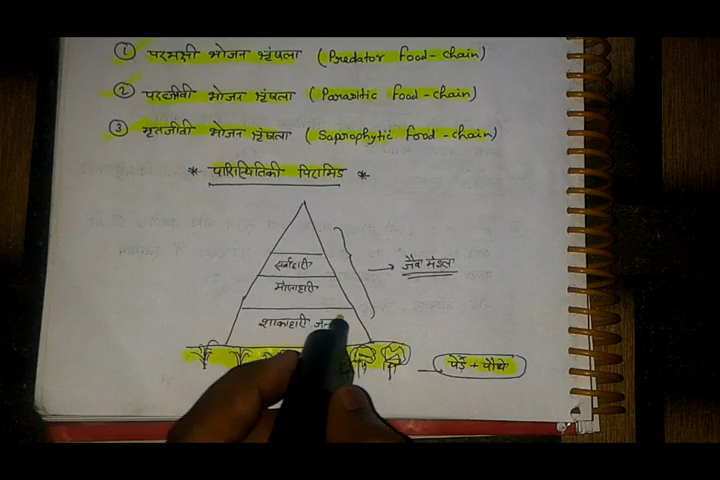 ① परभक्षी भोजन श्रृंखला (Predator Food-chain)
② परजीवी भोजन श्रृंखला (Parasitic Food-chain)
③ मृतजीवी भोजन श्रृंखला (Saprophytic Food-chain)
* पारिस्थितिकी पिरामिड *
सर्वाहारी
मांसाहारी
→ जैव मंडल
शाकाहारी
पेड़ + पौधे